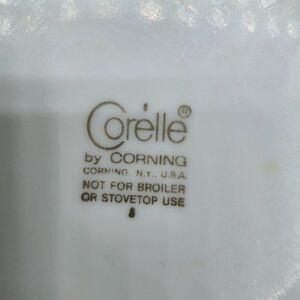 Corelle®
by CORNING
CORNING, N.Y., U.S.A.
NOT FOR BROILER
OR STOVETOP USE